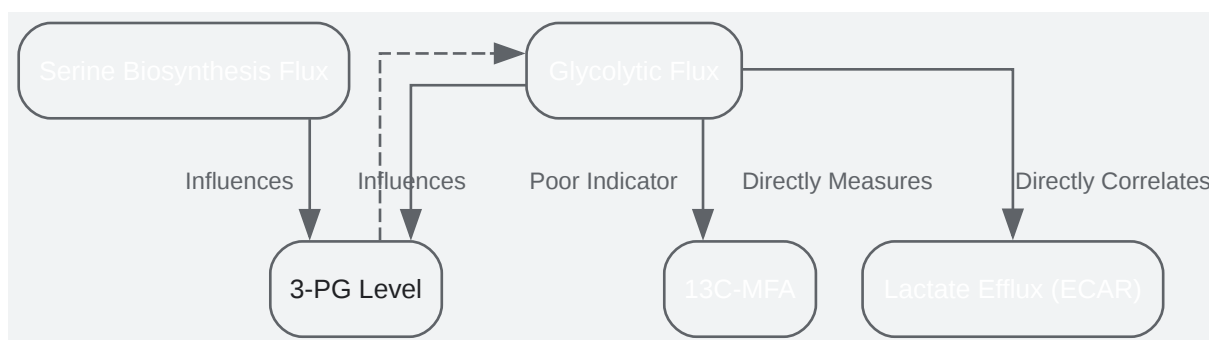 Serine Biosynthesis Flux
Glycolytic Flux
Influences
Influences
Poor Indicator
Directly Measures
Directly Correlates
3-PG Level
13C-MFA
Lactate Efflux (ECAR)